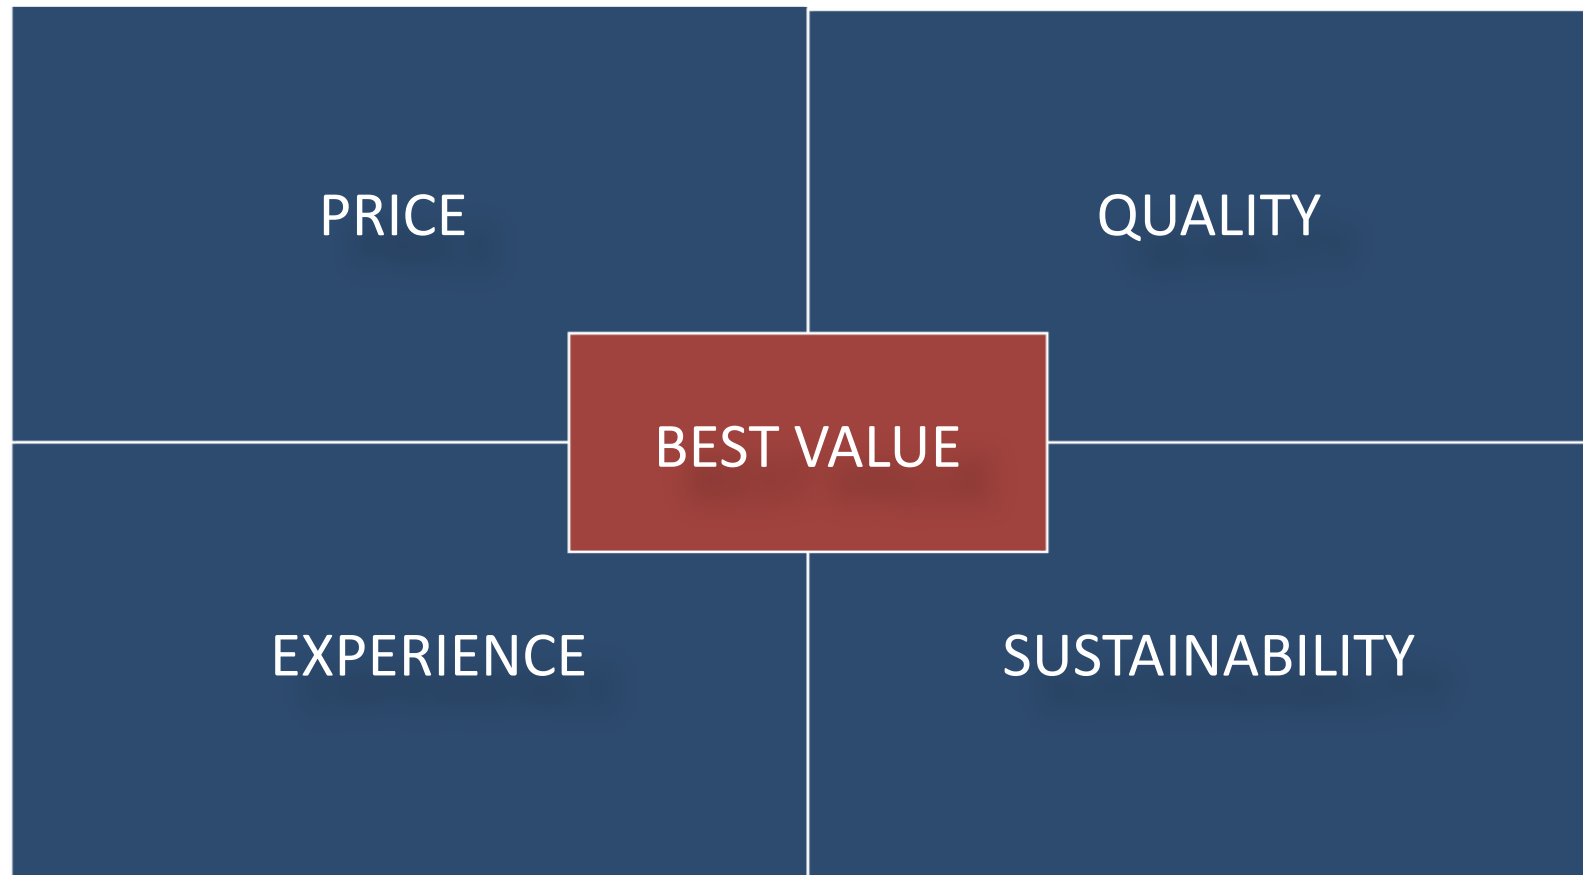 PRICE
QUALITY
BEST VALUE
EXPERIENCE
SUSTAINABILITY